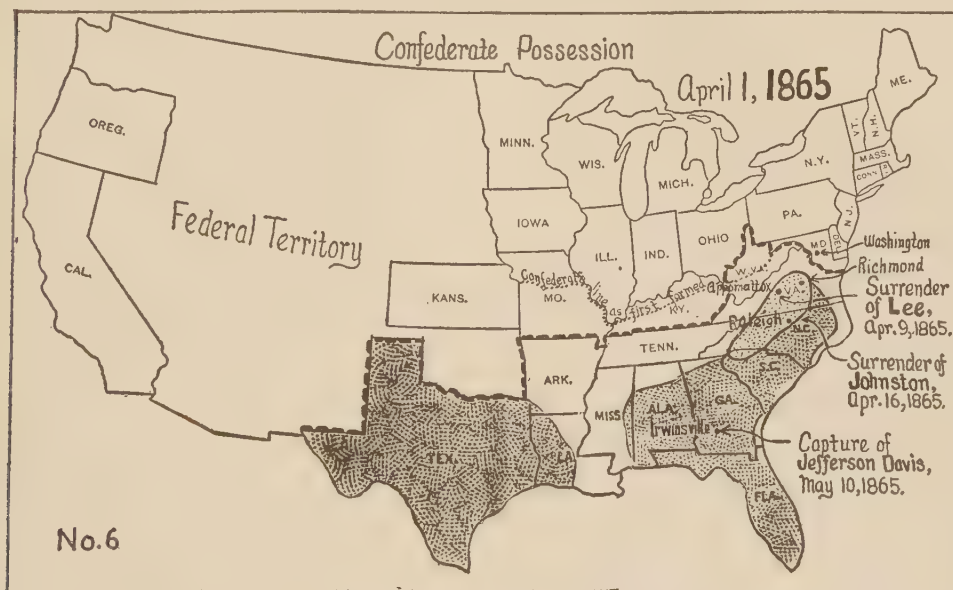 Confederate Possession
April 1, 1865
ME.
OREG.
MINN.
VT.
N.H.
WIS.
N.Y.
MASS.
CONN
R.I.
MICH.
IOWA
PA.
N.J.
Federal Territory
OHIO
ILL.
IND.
MD.
DEL.
Washington
CAL.
W.V.
Richmond
Confederate line as first formed
KANS.
MO.
KY.
Appomattox
VA.
Surrender
of Lee,
Apr. 9, 1865.
Raleigh
N.C.
TENN.
ARK.
S.C.
Surrender of
Johnston,
Apr. 16, 1865.
MISS
ALA.
GA.
Irwinsville
Capture of
Jefferson Davis,
May 10, 1865.
TEX.
LA.
FLA.
No. 6